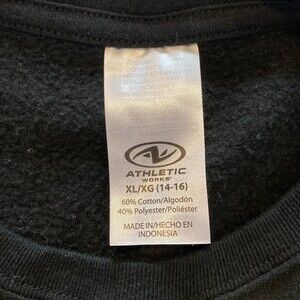 ATHLETIC
WORKS
XL/XG (14-16)
60% Cotton/Algodón
40% Polyester/Poliéster
MADE IN/HECHO EN
INDONESIA